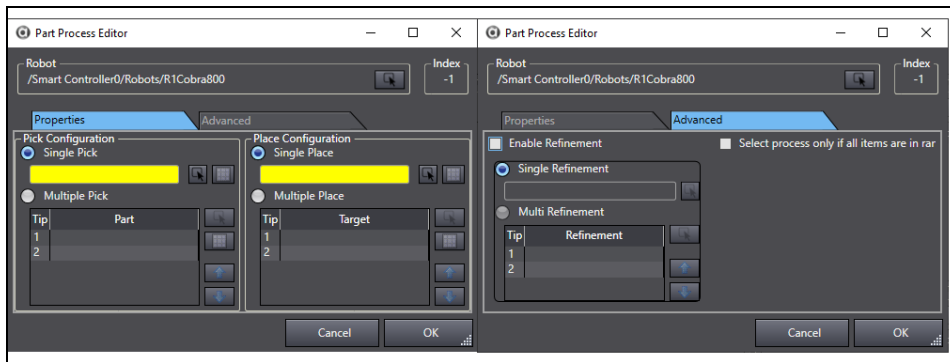 Part Process Editor
Robot
/Smart Controller0/Robots/R1Cobra800
Index
-1
Properties
Advanced
Pick Configuration
Single Pick
Multiple Pick
Tip Part
1
2
Place Configuration
Single Place
Multiple Place
Tip Target
1
2
Cancel
OK
Part Process Editor
Robot
/Smart Controller0/Robots/R1Cobra800
Index
-1
Properties
Advanced
Enable Refinement
Select process only if all items are in rar
Single Refinement
Multi Refinement
Tip Refinement
1
2
Cancel
OK